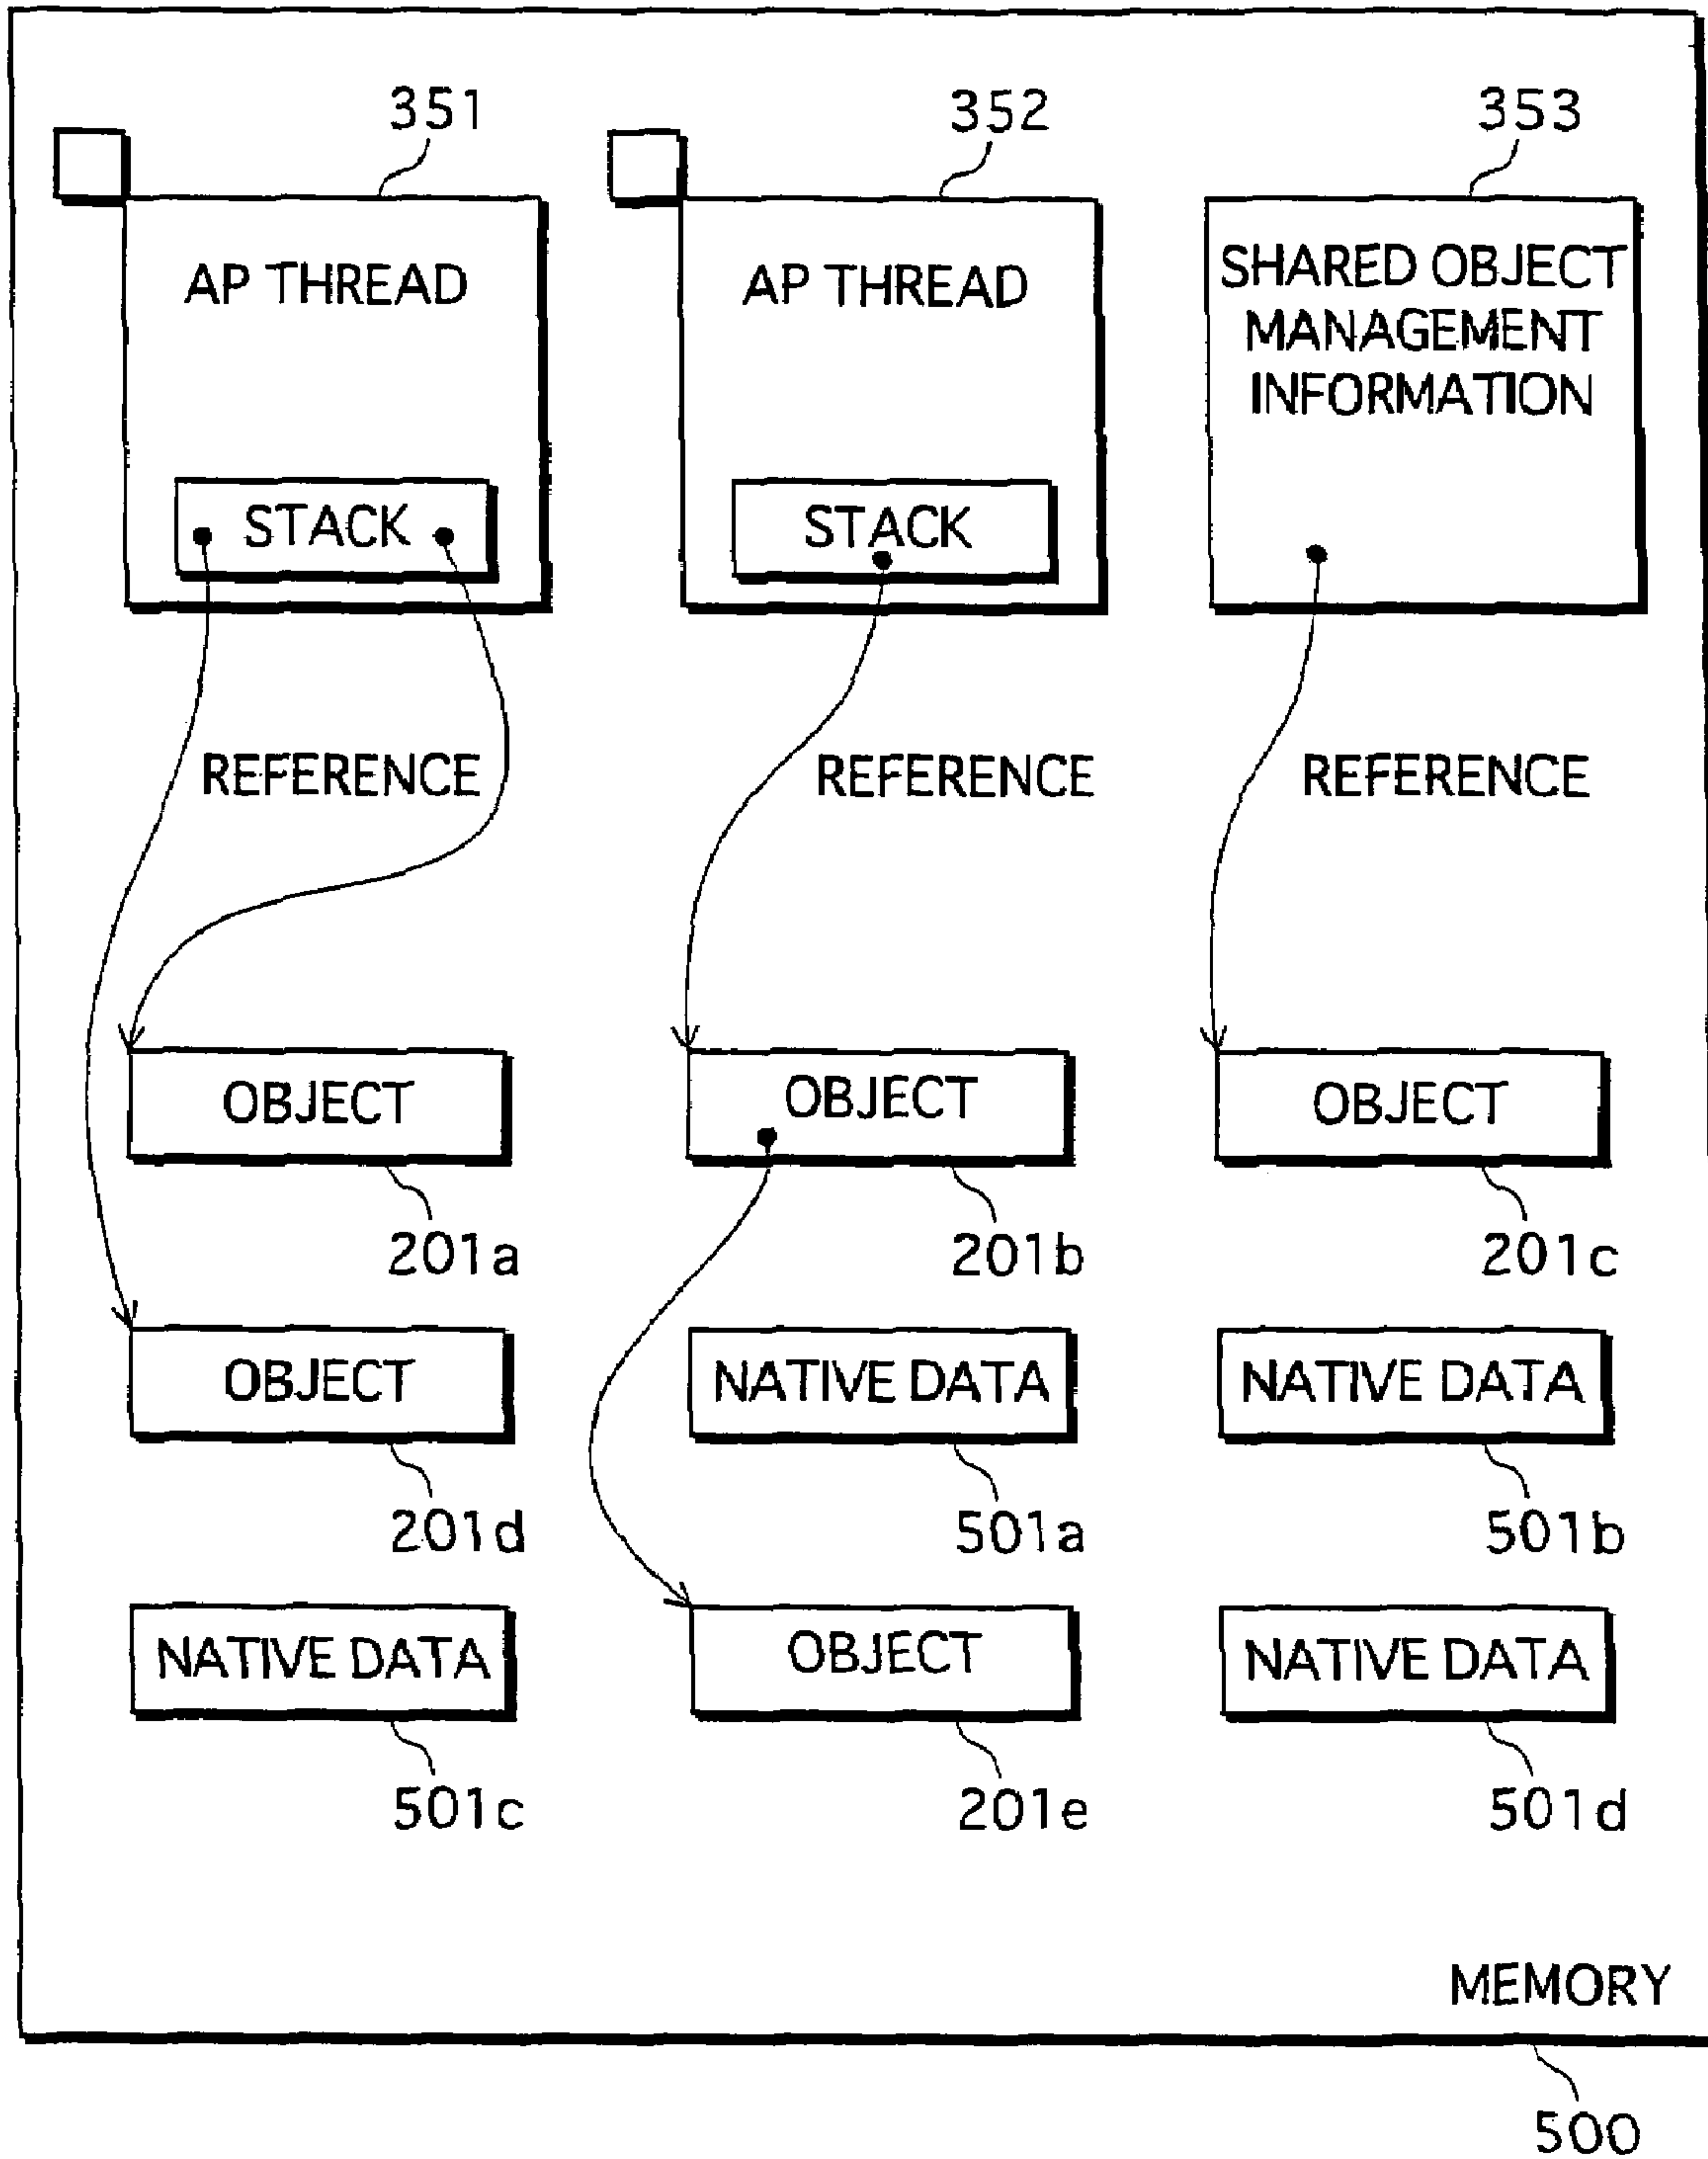 351
352
353
AP THREAD
AP THREAD
SHARED OBJECT
MANAGEMENT
INFORMATION
STACK
STACK
REFERENCE
REFERENCE
REFERENCE
OBJECT
OBJECT
OBJECT
201a
201b
201c
OBJECT
NATIVE DATA
NATIVE DATA
201d
501a
501b
NATIVE DATA
OBJECT
NATIVE DATA
501c
201e
501d
MEMORY
500